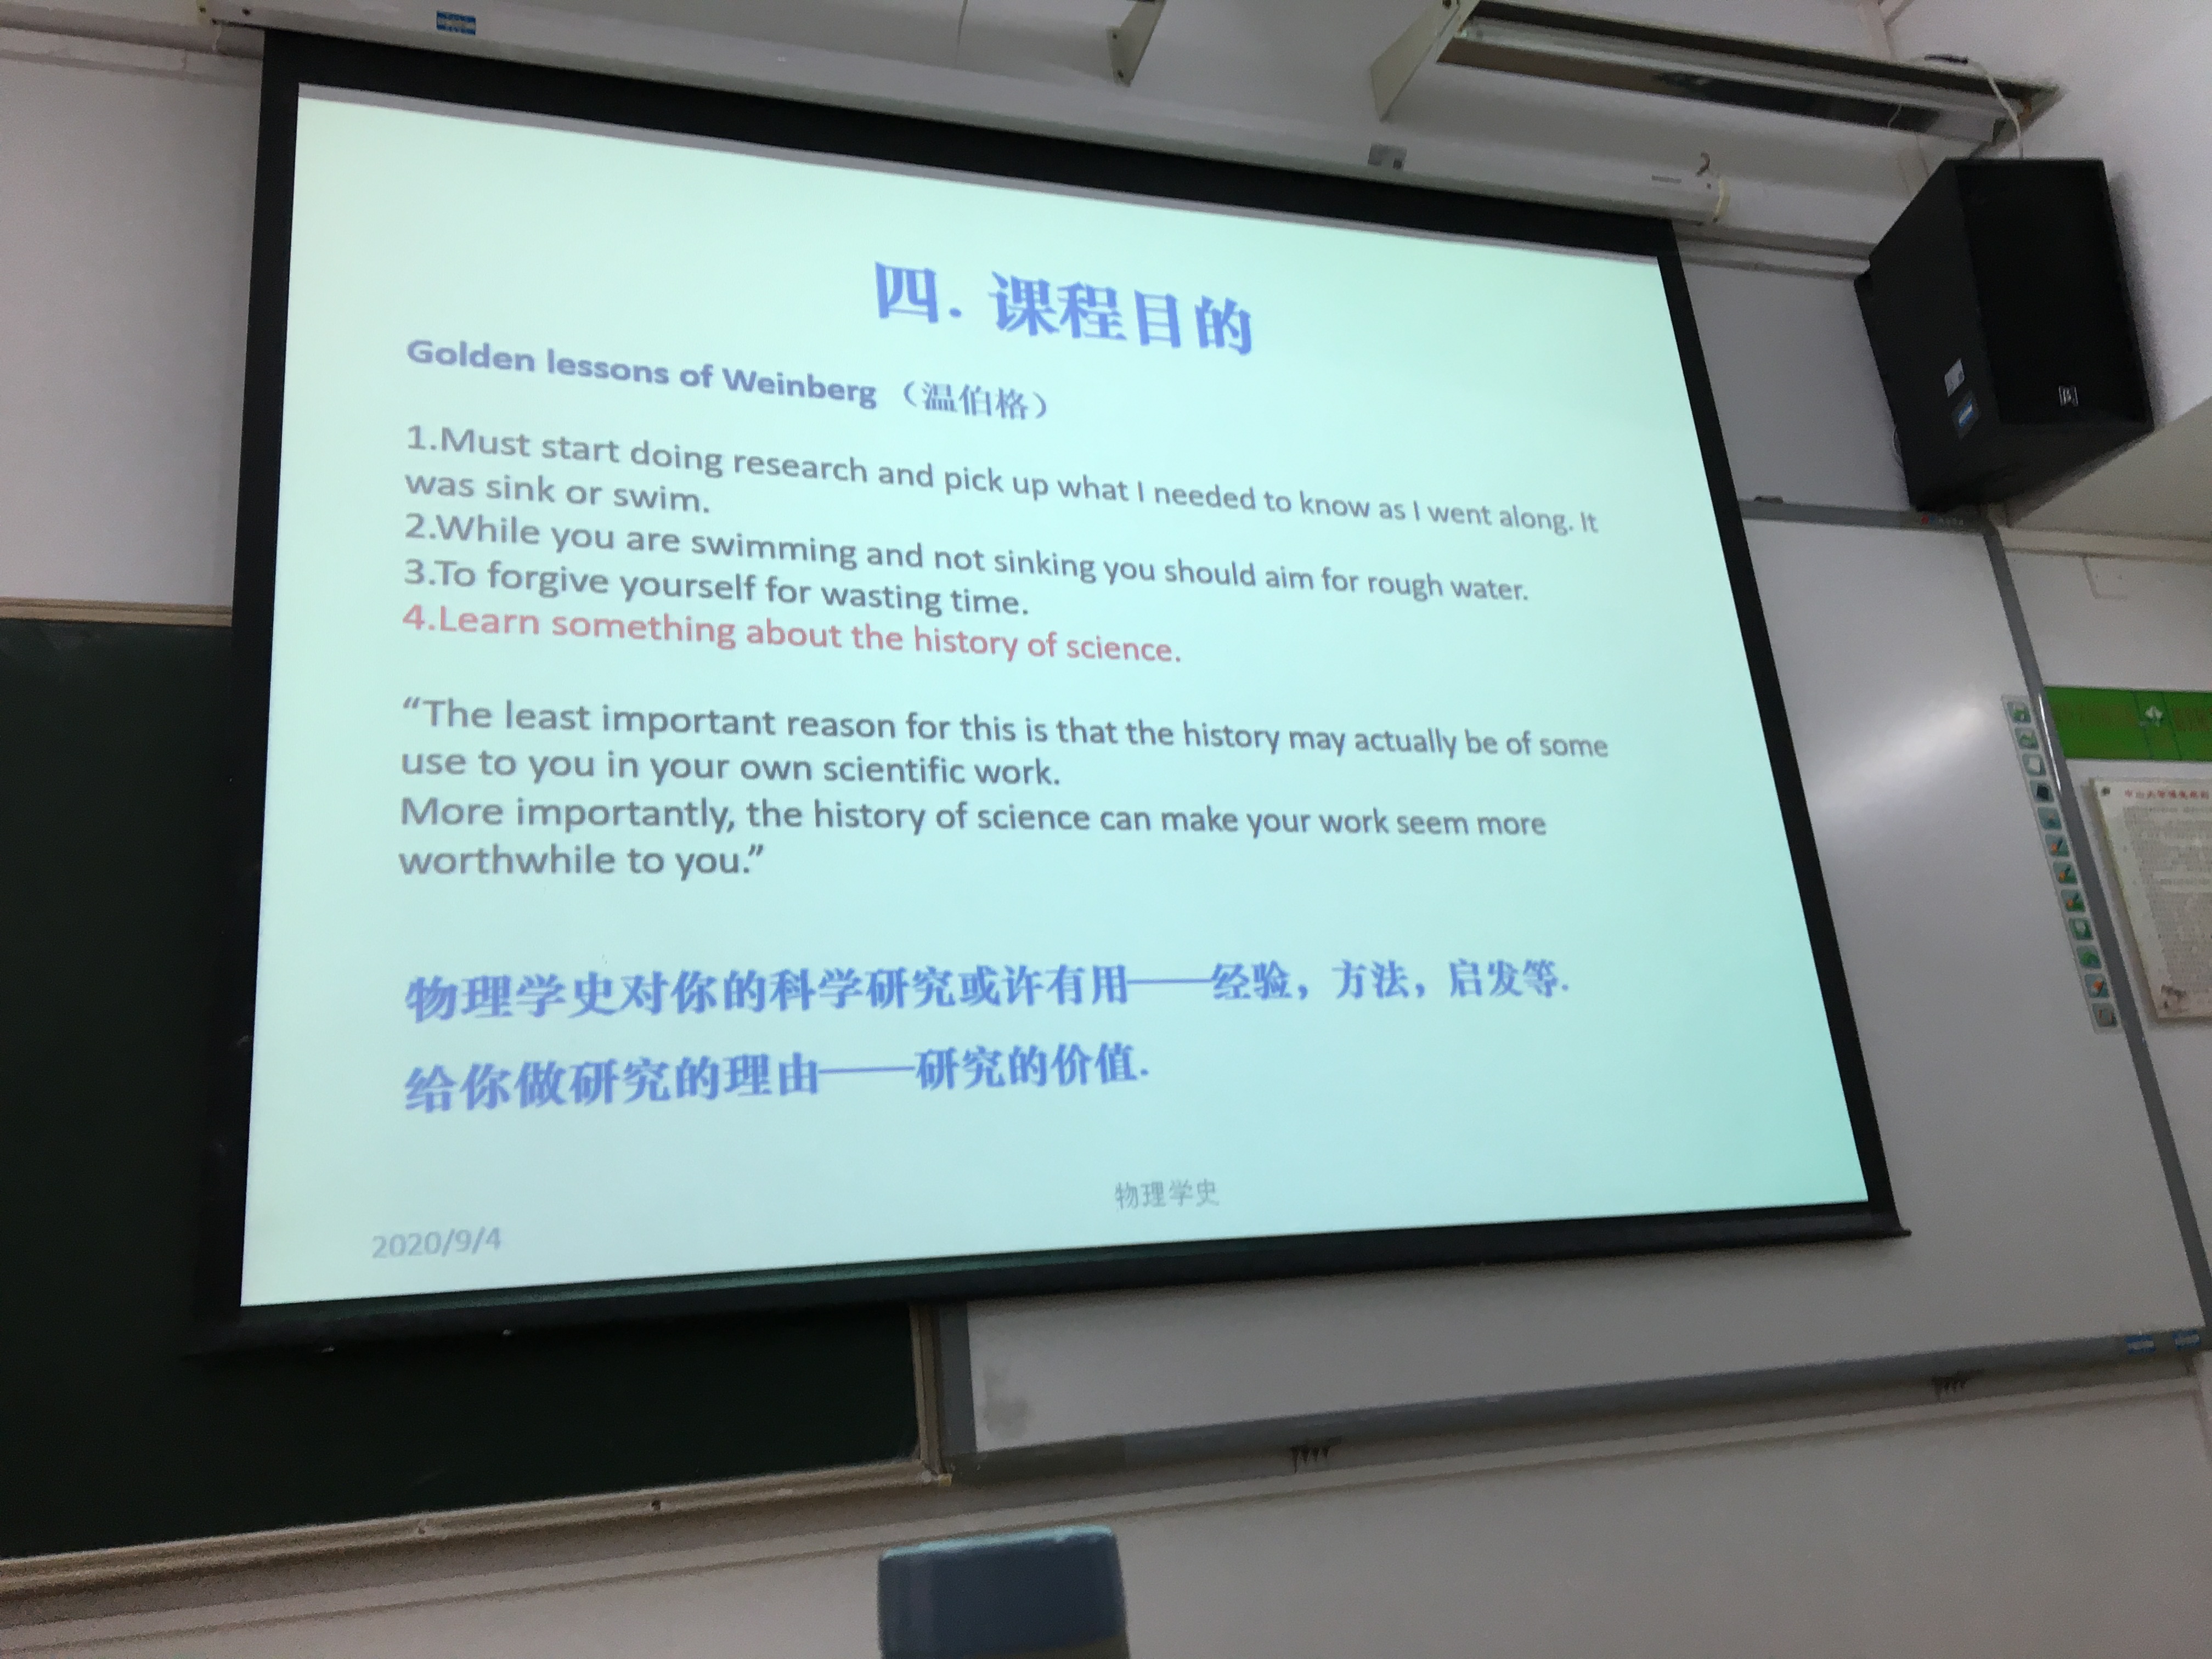 四. 课程目的
Golden lessons of Weinberg （温伯格）
1.Must start doing research and pick up what I needed to know as I went along. It
was sink or swim.
2.While you are swimming and not sinking you should aim for rough water.
3.To forgive yourself for wasting time.
4.Learn something about the history of science.
“The least important reason for this is that the history may actually be of some
use to you in your own scientific work.
More importantly, the history of science can make your work seem more
worthwhile to you.”
物理学史对你的科学研究或许有用——经验，方法，启发等.
给你做研究的理由——研究的价值.
物理学史
2020/9/4